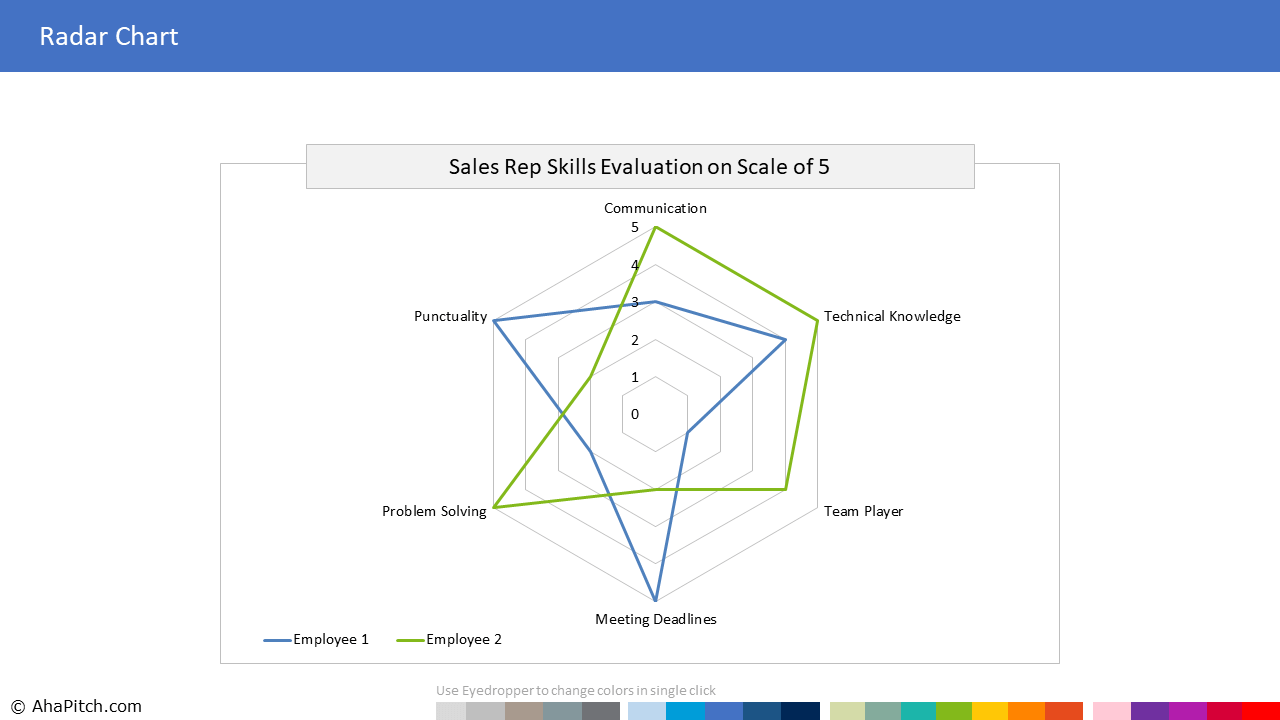 Radar Chart
Sales Rep Skills Evaluation on Scale of 5
Communication
5
4
3
2
1
0
Punctuality
Technical Knowledge
Problem Solving
Team Player
Meeting Deadlines
Employee 1 Employee 2
Use Eyedropper to change colors in single click
© AhaPitch.com